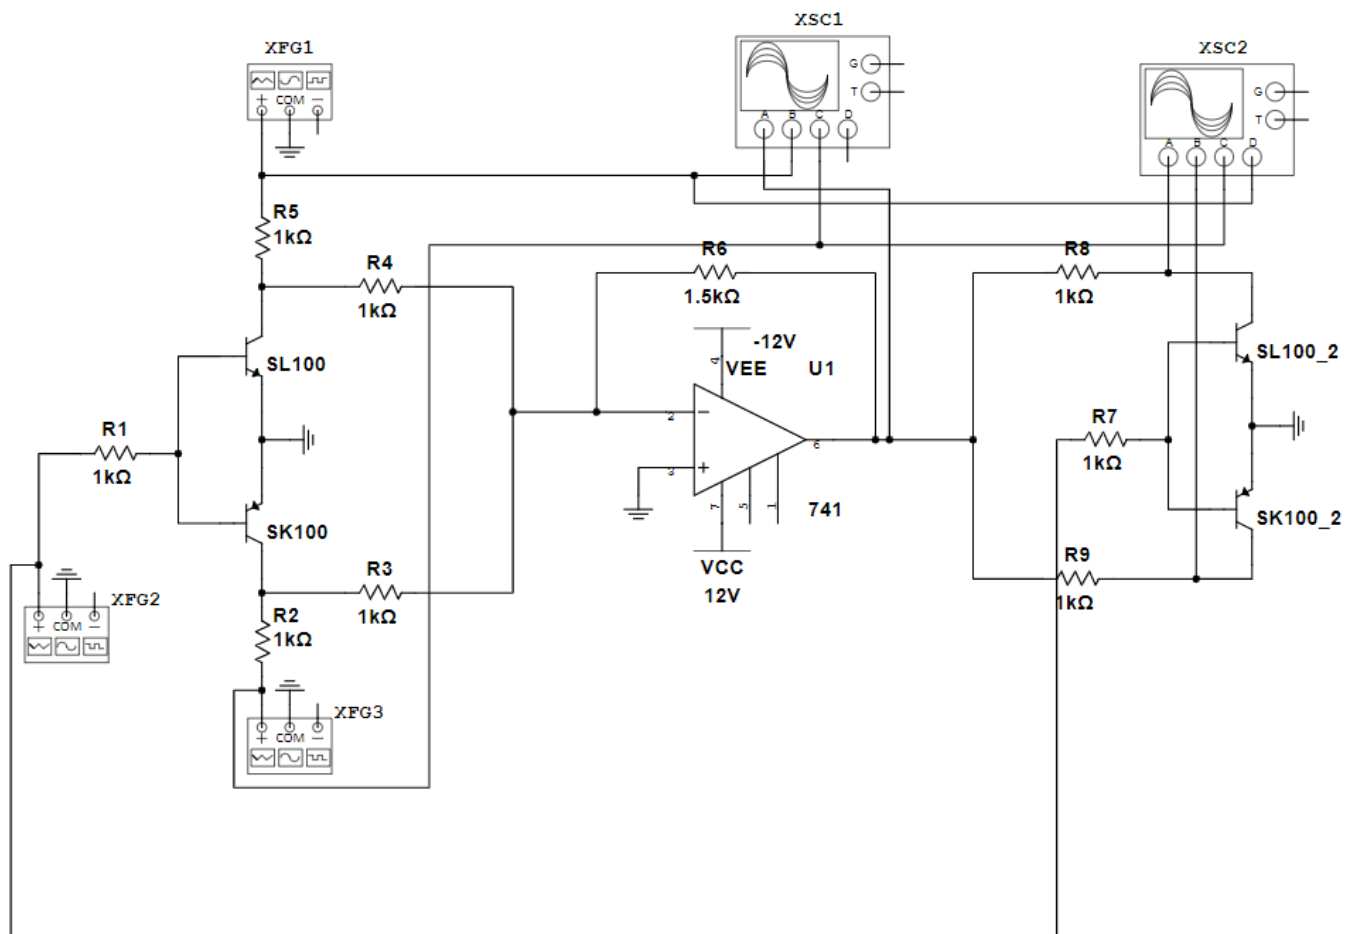 XSC1
G
T
A B C D
XSC2
G
T
A B C D
XFG1
+ COM −
R5
1kΩ
R4
1kΩ
R6
1.5kΩ
R8
1kΩ
SL100
-12V
VEE
U1
4
2
−
+
3
6
7
5
1
741
VCC
12V
R1
1kΩ
SK100
R3
1kΩ
R2
1kΩ
XFG2
+ COM −
XFG3
+ COM −
SL100_2
R7
1kΩ
SK100_2
R9
1kΩ